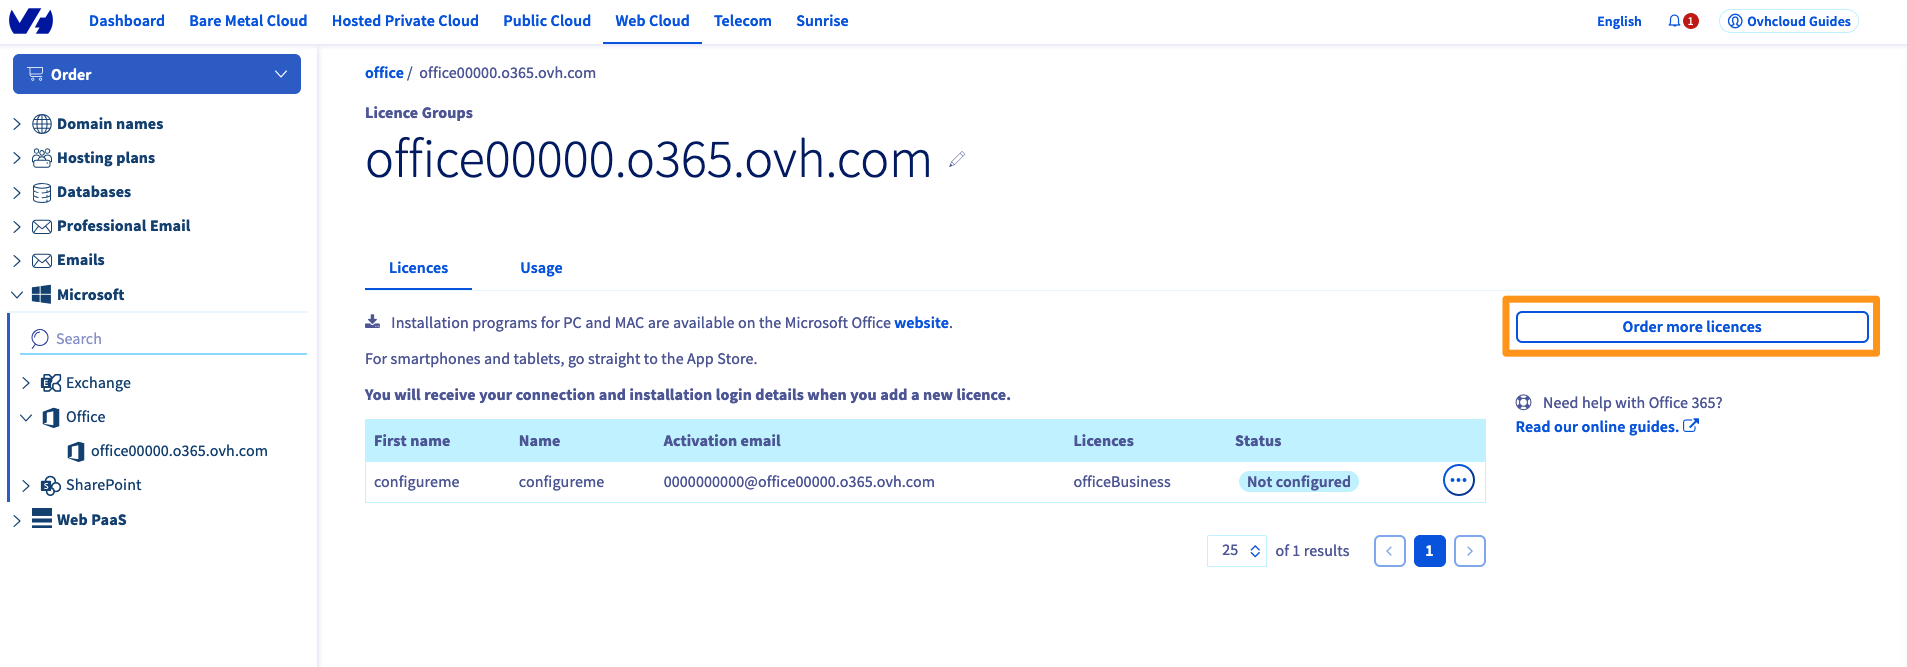 Dashboard Bare Metal Cloud Hosted Private Cloud Public Cloud Web Cloud Telecom Sunrise English 1 Ovhcloud Guides
Order
Domain names
Hosting plans
Databases
Professional Email
Emails
Microsoft
Search
Exchange
Office
office00000.o365.ovh.com
SharePoint
Web PaaS
office / office00000.o365.ovh.com
Licence Groups
office00000.o365.ovh.com
Licences Usage
Installation programs for PC and MAC are available on the Microsoft Office website.
For smartphones and tablets, go straight to the App Store.
You will receive your connection and installation login details when you add a new licence.
First name Name Activation email Licences Status
configureme configureme 0000000000@office00000.o365.ovh.com officeBusiness Not configured
25 of 1 results 1
Order more licences
Need help with Office 365?
Read our online guides.